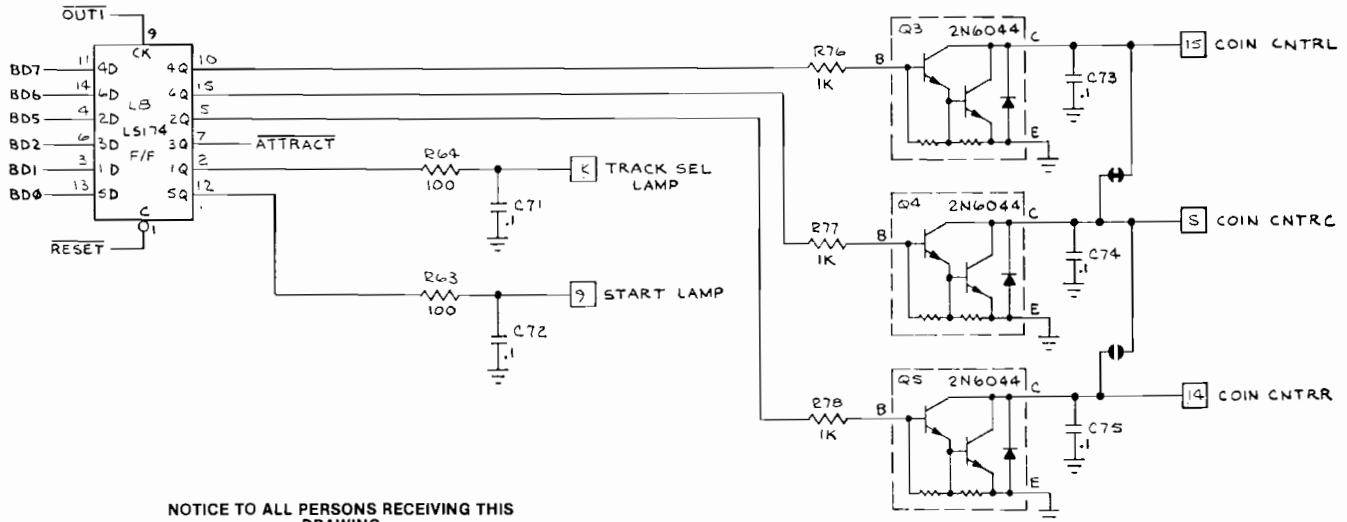 OUT1
9
CK
BD7 11 4D 4Q 10
BD6 14 6D 6Q 15
BD5 4 2D 2Q 5
BD2 6 3D 3Q 7 ATTRACT
BD1 3 1D 1Q 2
BD0 13 5D 5Q 12
L8
LS174
F/F
C
1
RESET
R64
100
C71
.1
K TRACK SEL
LAMP
R63
100
C72
.1
9 START LAMP
R76
1K
Q3 2N6044
B
C
E
C73
.1
15 COIN CNTRL
R77
1K
Q4 2N6044
B
C
E
C74
.1
S COIN CNTRC
R78
1K
Q5 2N6044
B
C
E
C75
.1
14 COIN CNTRR
NOTICE TO ALL PERSONS RECEIVING THIS
DRAWING